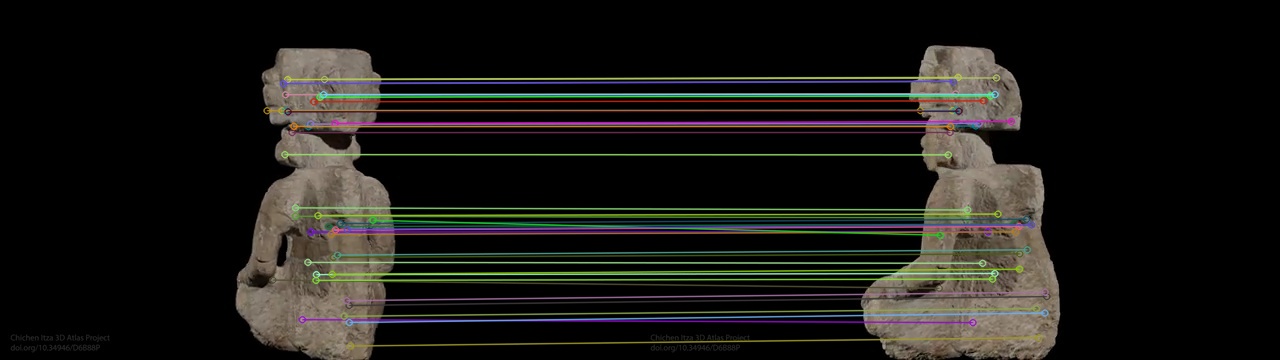 Chichen Itza 3D Atlas Project
doi.org/10.34946/D6B88P
Chichen Itza 3D Atlas Project
doi.org/10.34946/D6B88P